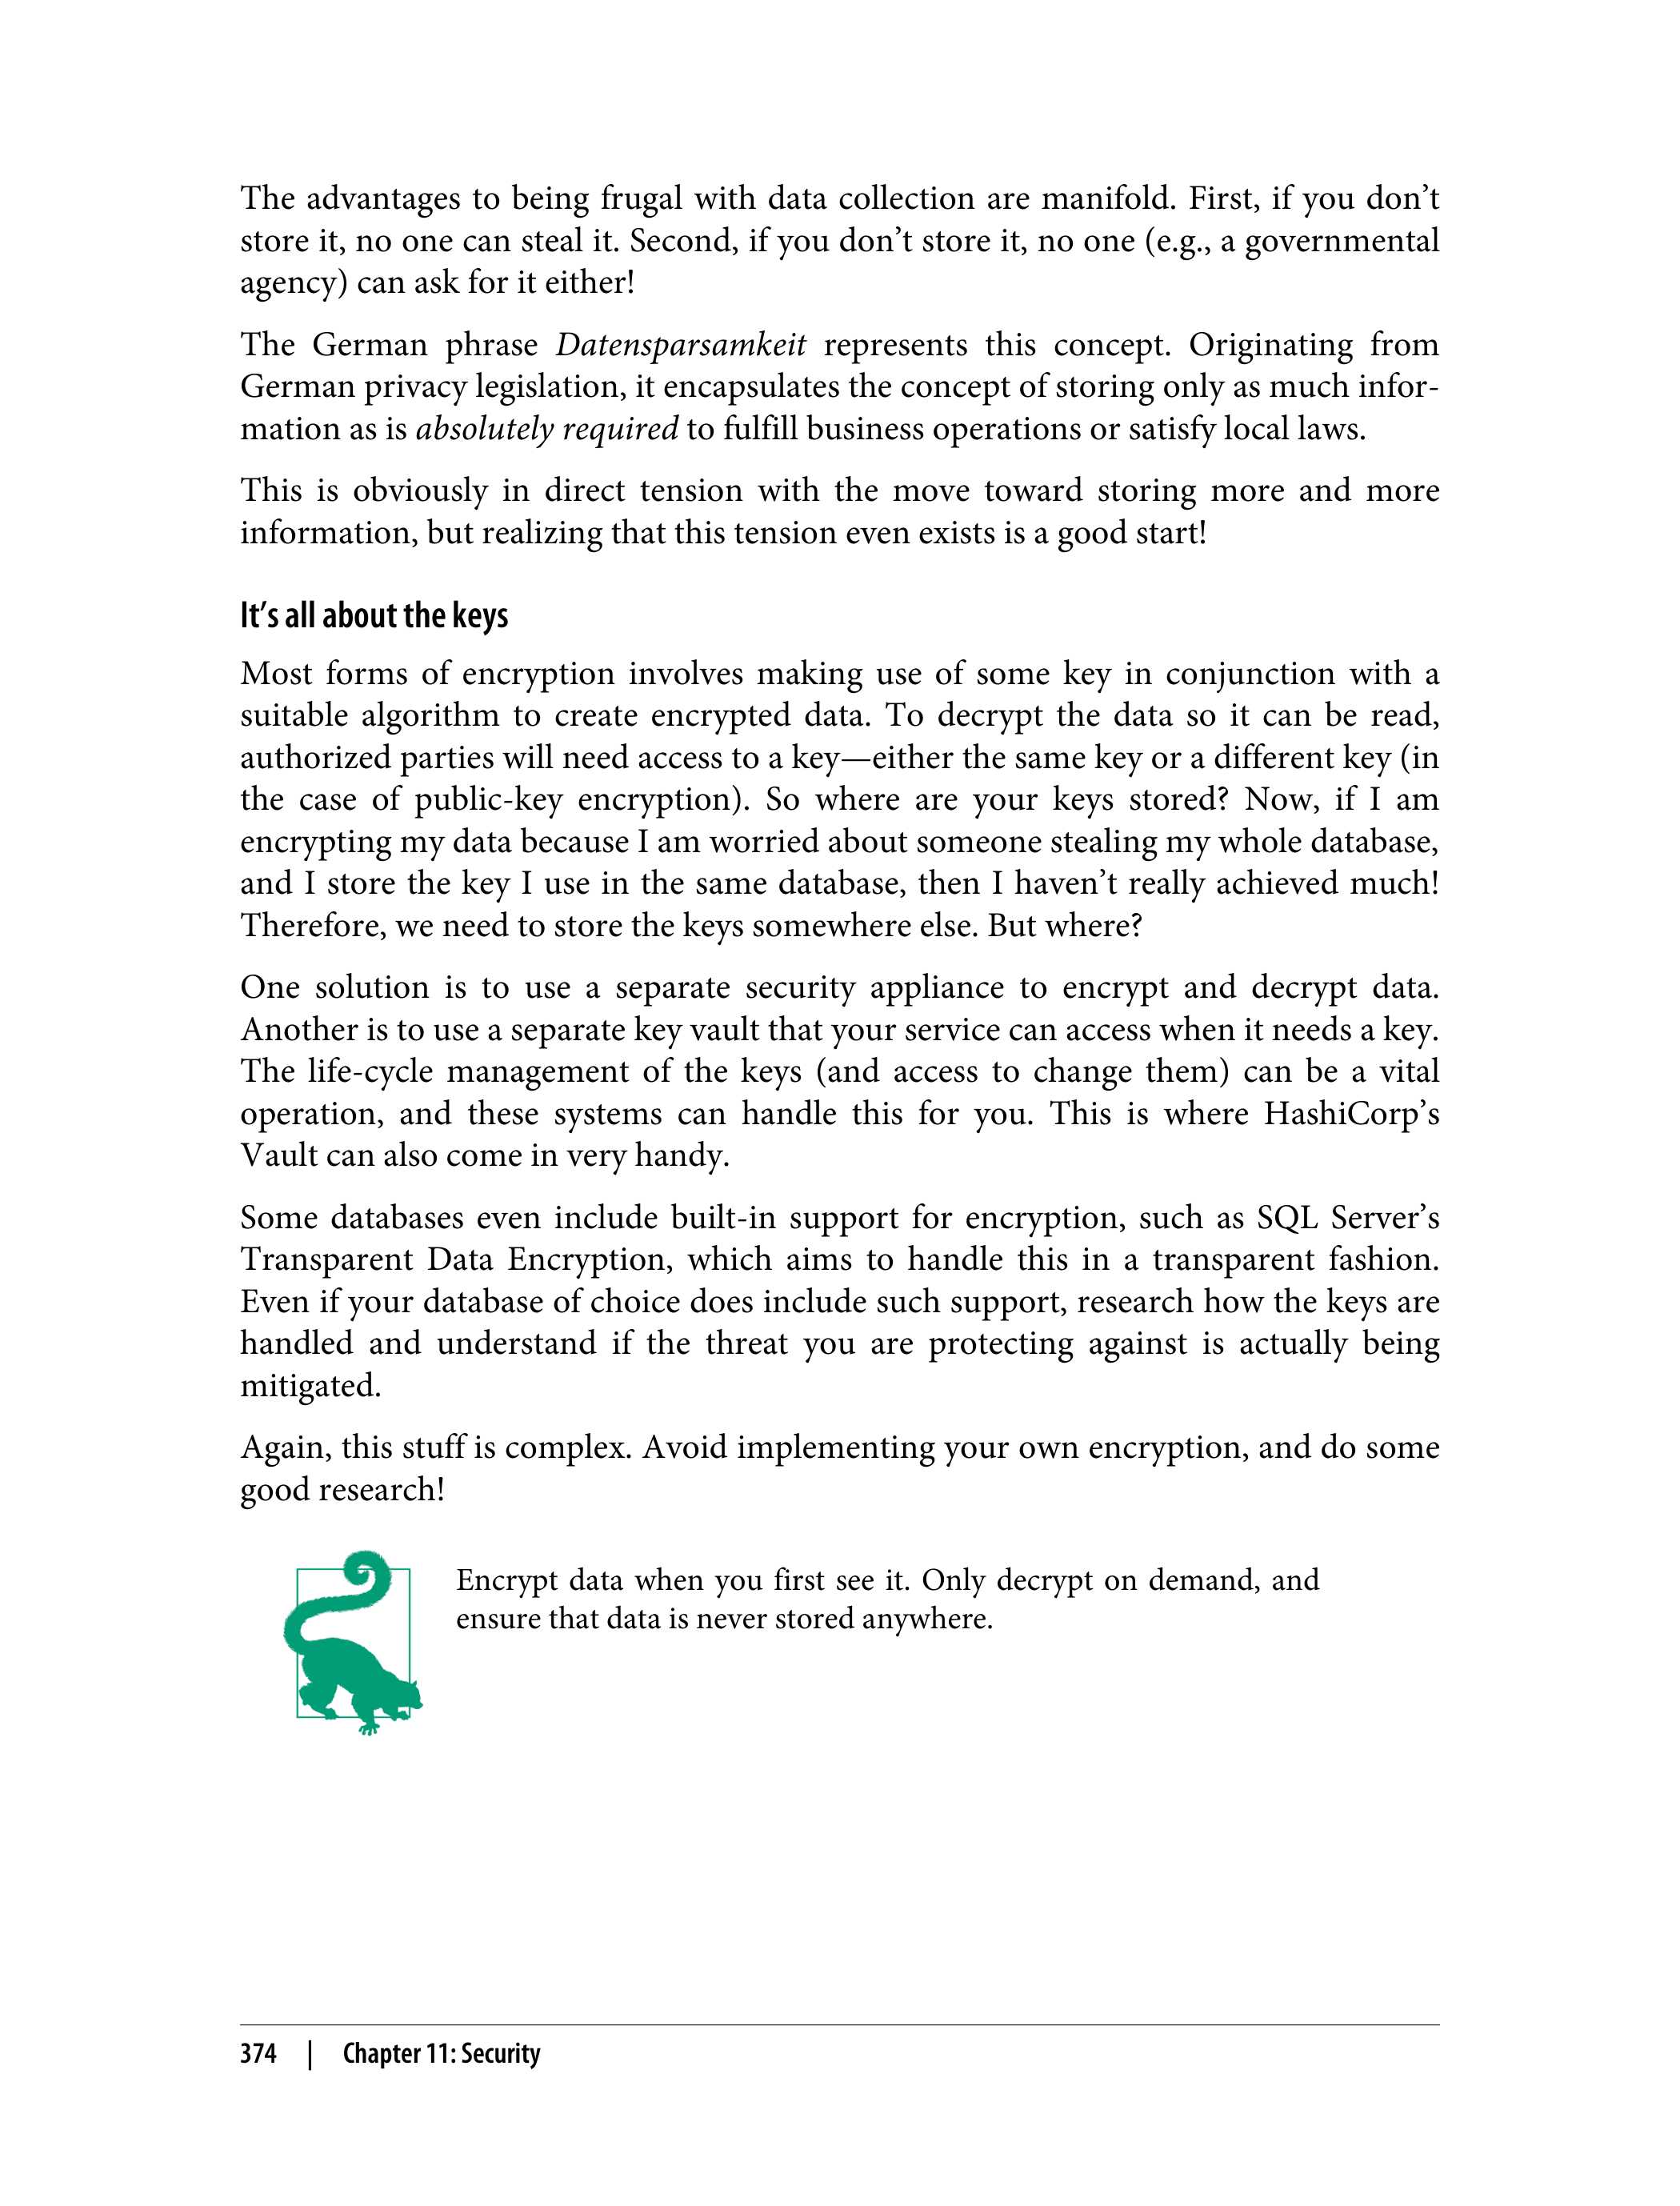 The advantages to being frugal with data collection are manifold. First, if you don’t
store it, no one can steal it. Second, if you don’t store it, no one (e.g., a governmental
agency) can ask for it either!
The German phrase Datensparsamkeit represents this concept. Originating from
German privacy legislation, it encapsulates the concept of storing only as much infor-
mation as is absolutely required to fulfill business operations or satisfy local laws.
This is obviously in direct tension with the move toward storing more and more
information, but realizing that this tension even exists is a good start!
It’s all about the keys
Most forms of encryption involves making use of some key in conjunction with a
suitable algorithm to create encrypted data. To decrypt the data so it can be read,
authorized parties will need access to a key—either the same key or a different key (in
the case of public-key encryption). So where are your keys stored? Now, if I am
encrypting my data because I am worried about someone stealing my whole database,
and I store the key I use in the same database, then I haven’t really achieved much!
Therefore, we need to store the keys somewhere else. But where?
One solution is to use a separate security appliance to encrypt and decrypt data.
Another is to use a separate key vault that your service can access when it needs a key.
The life-cycle management of the keys (and access to change them) can be a vital
operation, and these systems can handle this for you. This is where HashiCorp’s
Vault can also come in very handy.
Some databases even include built-in support for encryption, such as SQL Server’s
Transparent Data Encryption, which aims to handle this in a transparent fashion.
Even if your database of choice does include such support, research how the keys are
handled and understand if the threat you are protecting against is actually being
mitigated.
Again, this stuff is complex. Avoid implementing your own encryption, and do some
good research!
Encrypt data when you first see it. Only decrypt on demand, and
ensure that data is never stored anywhere.
374 | Chapter 11: Security